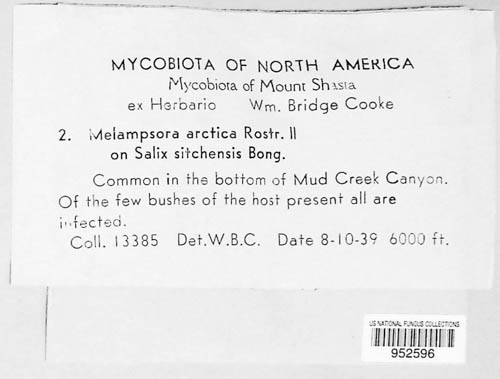 MYCOBIOTA OF NORTH AMERICA
Mycobiota of Mount Shasta
ex Herbario Wm. Bridge Cooke
2. Melampsora arctica Rostr. II
on Salix sitchensis Bong.
Common in the bottom of Mud Creek Canyon.
Of the few bushes of the host present all are
infected.
Coll. 13385 Det.W.B.C. Date 8-10-39 6000 ft.
US NATIONAL FUNGUS COLLECTIONS
952596